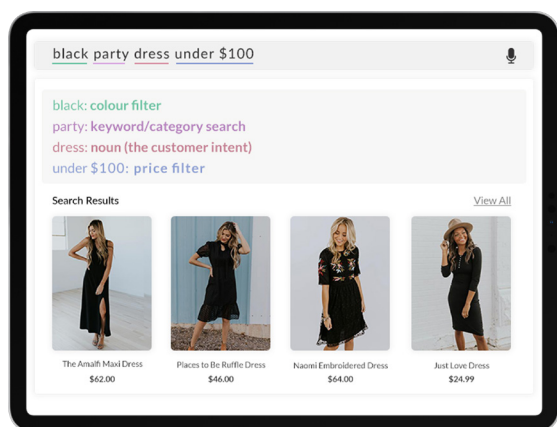 black party dress under $100
black: colour filter
party: keyword/category search
dress: noun (the customer intent)
under $100: price filter
Search Results
View All
The Amalfi Maxi Dress
Places to Be Ruffle Dress
Naomi Embroidered Dress
Just Love Dress
$62.00
$46.00
$64.00
$24.99